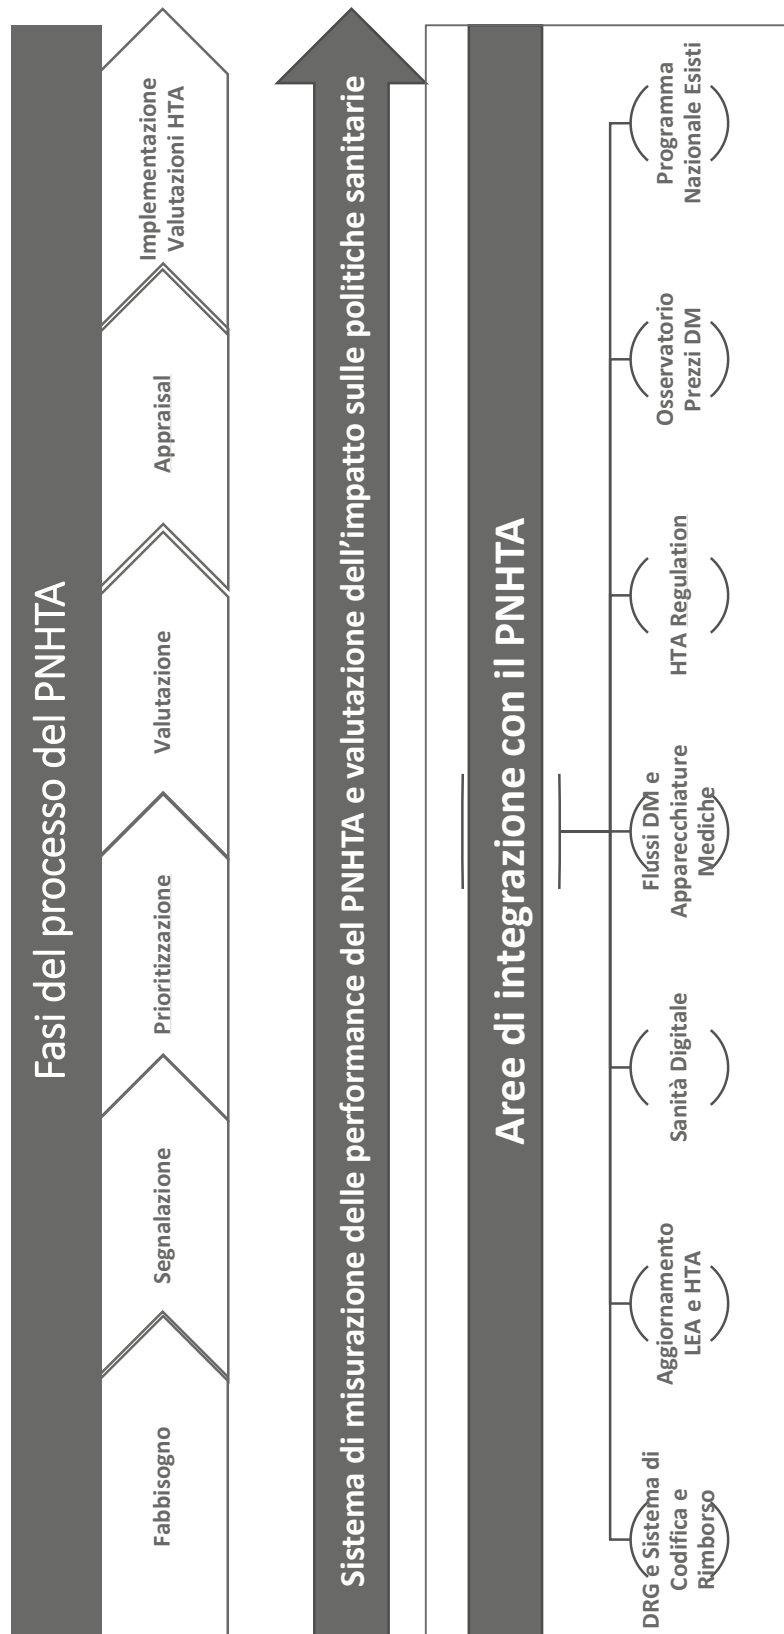 Fasi del processo del PNHTA
Fabbisogno
Segnalazione
Prioritizzazione
Valutazione
Appraisal
Implementazione
Valutazioni HTA
Sistema di misurazione delle performance del PNHTA e valutazione dell'impatto sulle politiche sanitarie
Aree di integrazione con il PNHTA
DRG e Sistema di
Codifica e
Rimborso
Aggiornamento
LEA e HTA
Sanità Digitale
Flussi DM e
Apparecchiature
Mediche
HTA Regulation
Osservatorio
Prezzi DM
Programma
Nazionale Esisti